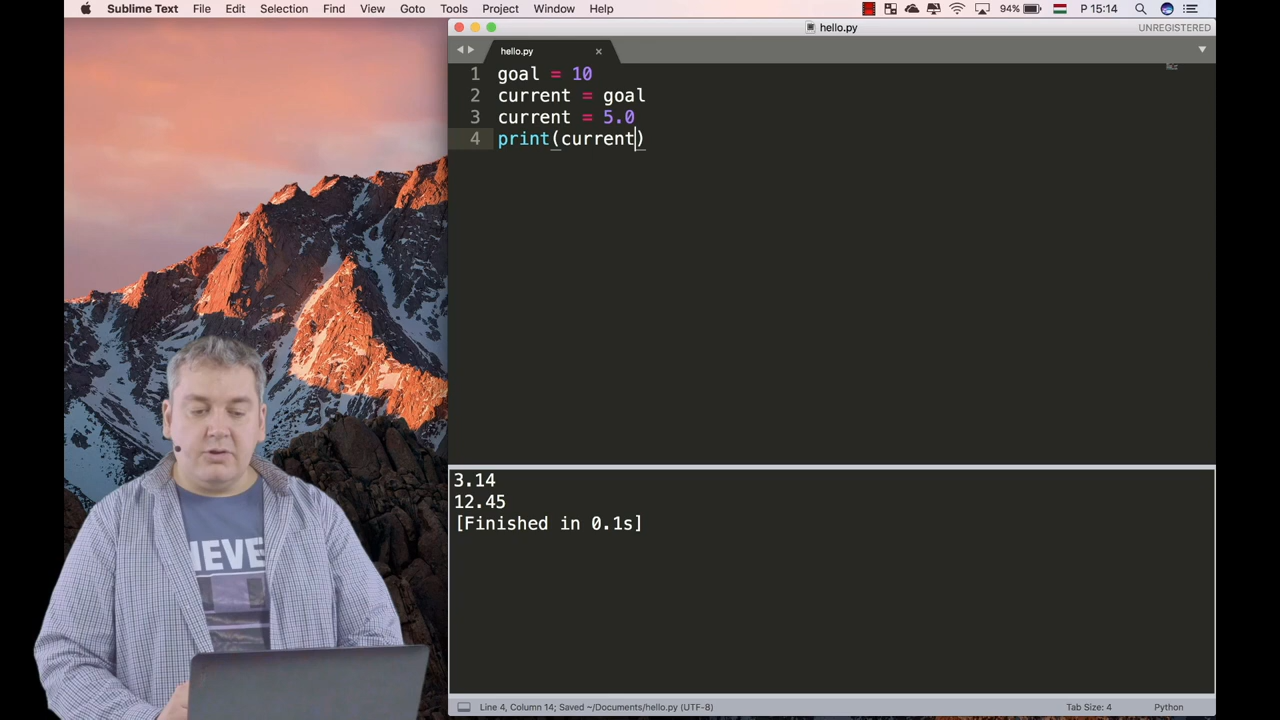 Sublime Text File Edit Selection Find View Goto Tools Project Window Help 94% P 15:14
hello.py UNREGISTERED
hello.py
1 goal = 10
2 current = goal
3 current = 5.0
4 print(current)
3.14
12.45
[Finished in 0.1s]
IEVE
Line 4, Column 14; Saved ~/Documents/hello.py (UTF-8) Tab Size: 4 Python